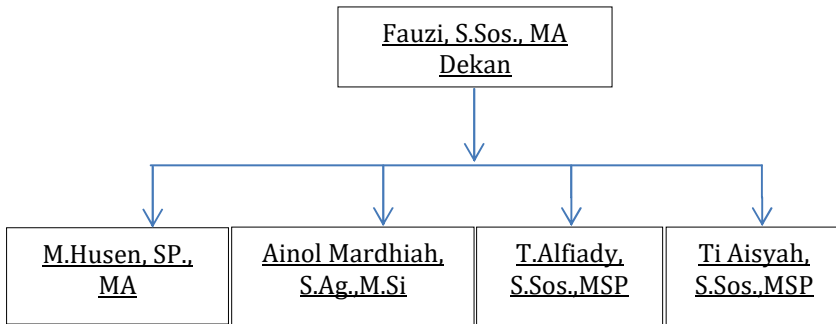 Fauzi, S.Sos., MA
Dekan
M.Husen, SP.,
MA
Ainol Mardhiah,
S.Ag.,M.Si
T.Alfiady,
S.Sos.,MSP
Ti Aisyah,
S.Sos.,MSP